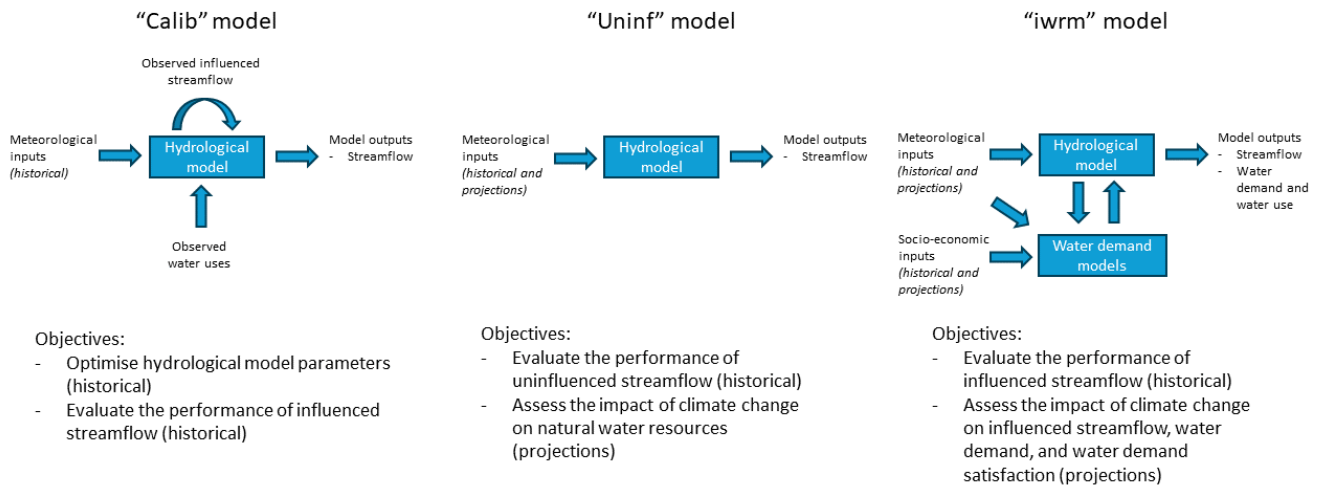 “Calib” model
Observed influenced
streamflow
Meteorological
inputs
(historical)
Hydrological
model
Model outputs
- Streamflow
Observed
water uses
Objectives:
- Optimise hydrological model parameters
(historical)
- Evaluate the performance of influenced
streamflow (historical)
“Uninf” model
Meteorological
inputs
(historical and
projections)
Hydrological
model
Model outputs
- Streamflow
Objectives:
- Evaluate the performance of
uninfluenced streamflow (historical)
- Assess the impact of climate change
on natural water resources
(projections)
“iwrm” model
Meteorological
inputs
(historical and
projections)
Hydrological
model
Model outputs
- Streamflow
- Water
demand and
water use
Socio-economic
inputs
(historical and
projections)
Water demand
models
Objectives:
- Evaluate the performance of
influenced streamflow (historical)
- Assess the impact of climate change
on influenced streamflow, water
demand, and water demand
satisfaction (projections)